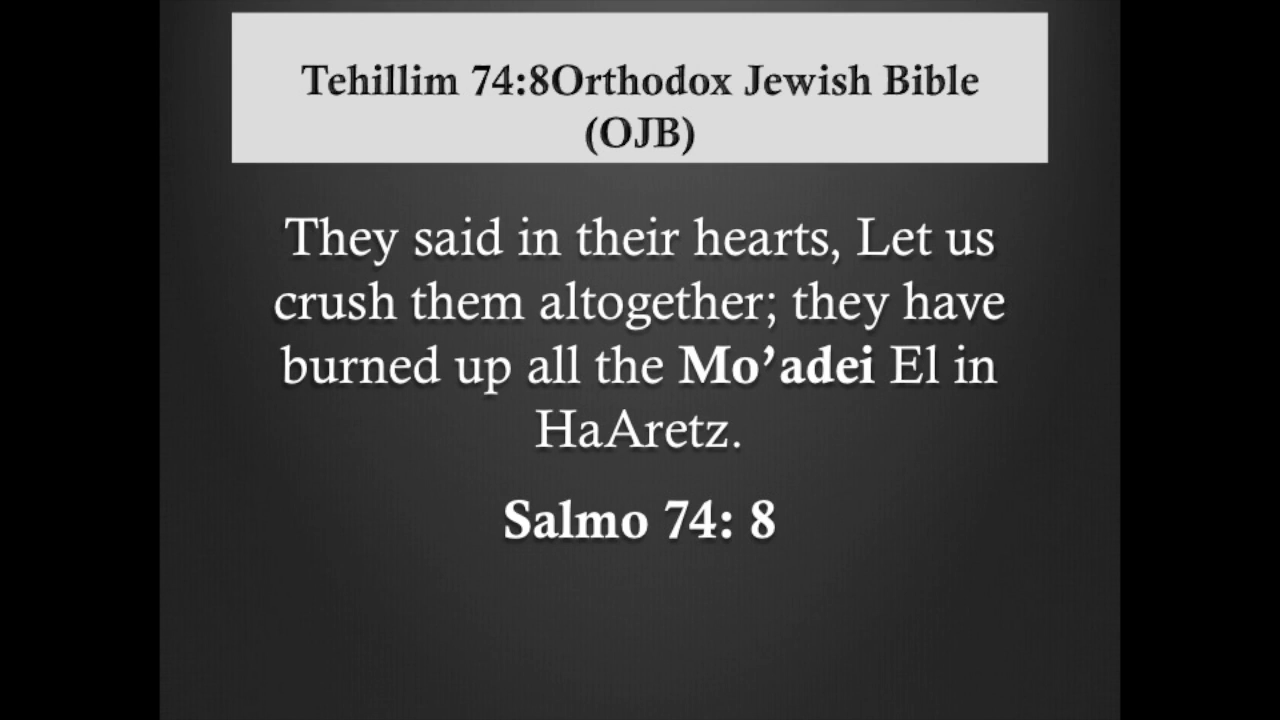 Tehillim 74:8Orthodox Jewish Bible
(OJB)
They said in their hearts, Let us
crush them altogether; they have
burned up all the Mo’adei El in
HaAretz.
Salmo 74: 8